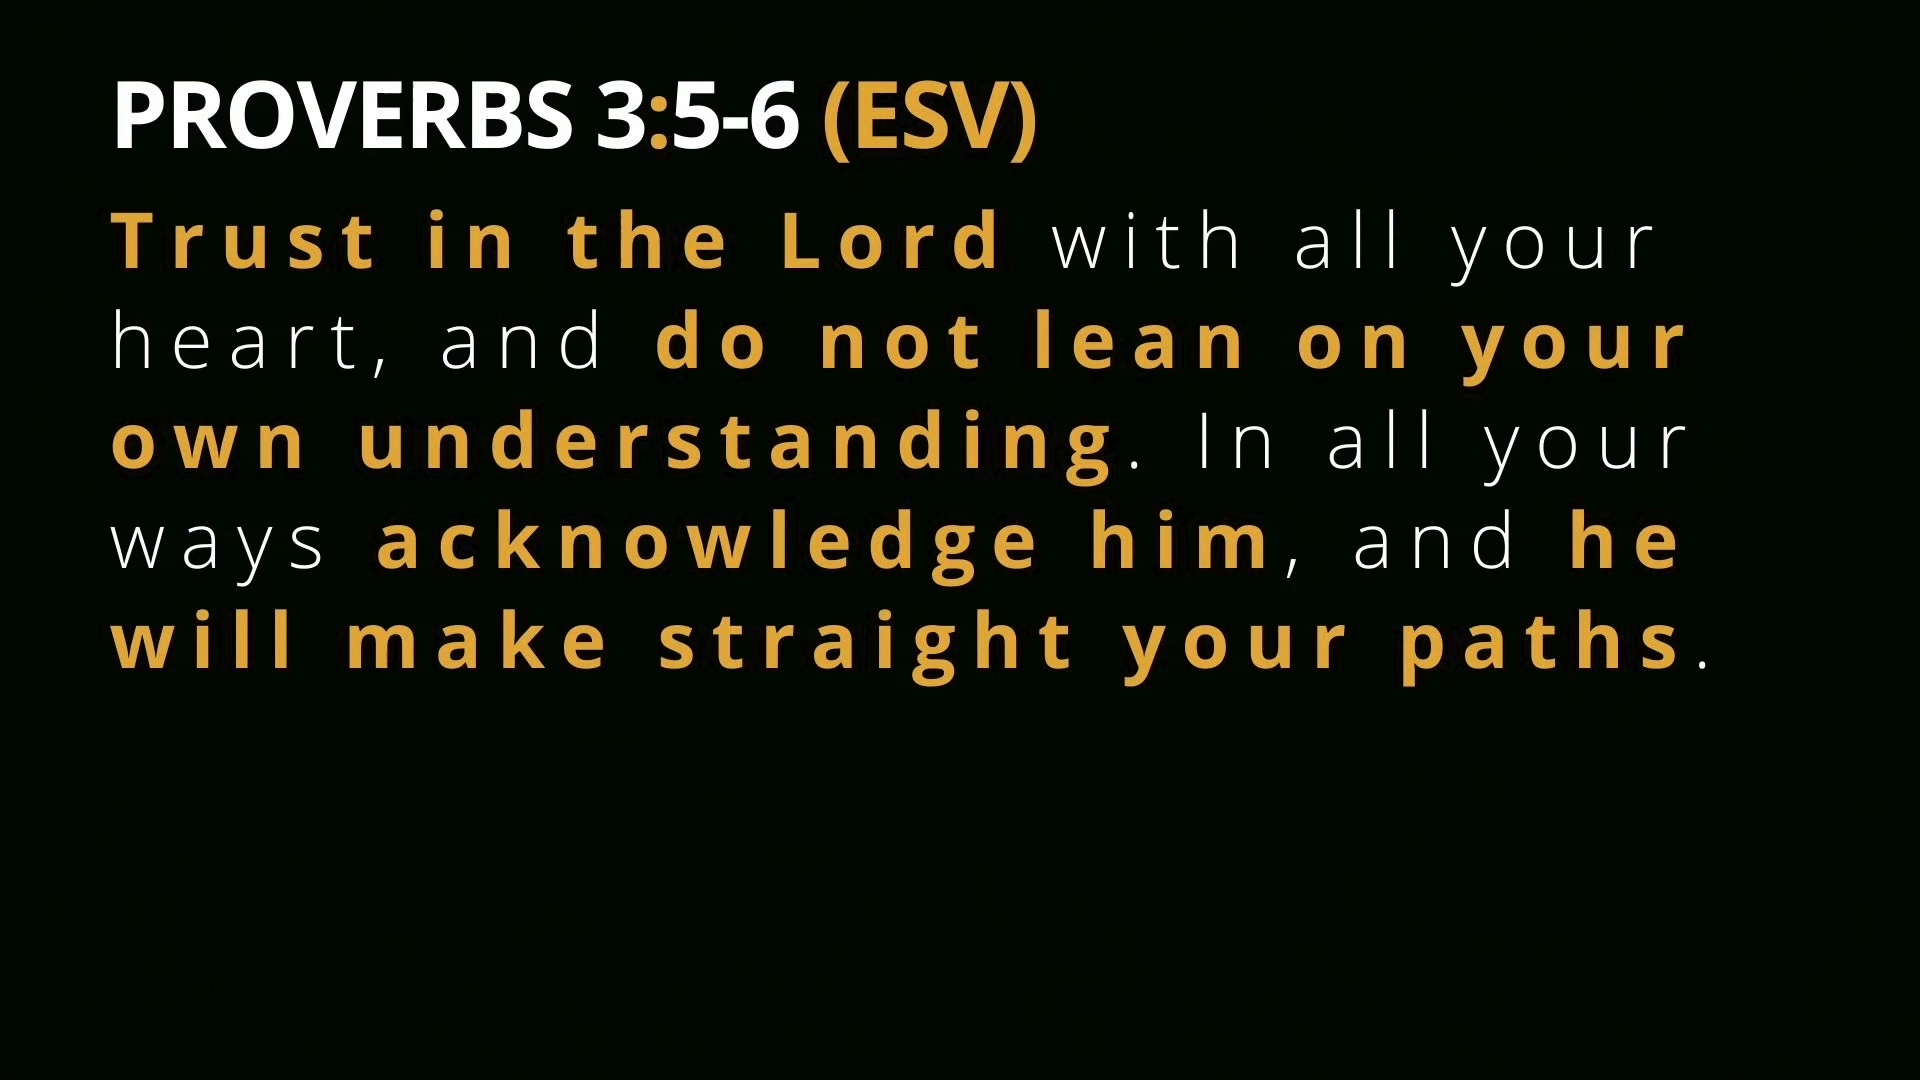 PROVERBS 3:5-6 (ESV)
Trust in the Lord with all your
heart, and do not lean on your
own understanding. In all your
ways acknowledge him, and he
will make straight your paths.